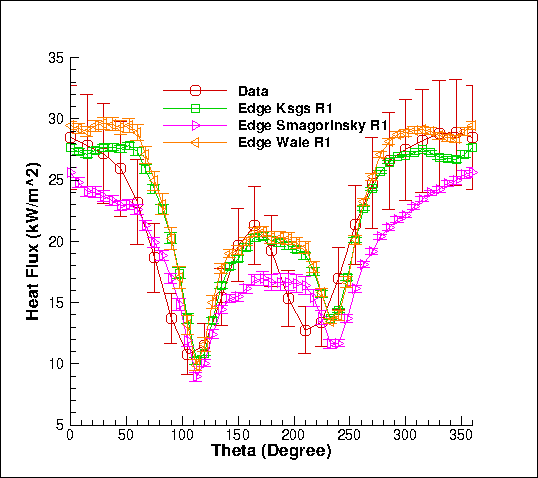 35
30
25
20
15
10
5
0
50
100
150
200
250
300
350
Heat Flux (kW/m^2)
Theta (Degree)
Data
Edge Ksgs R1
Edge Smagorinsky R1
Edge Wale R1